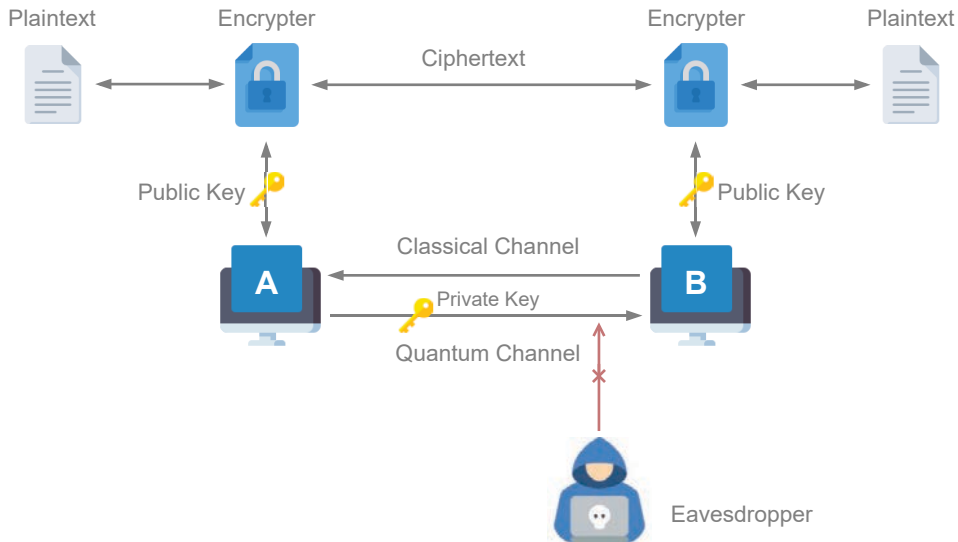 Plaintext
Encrypter
Encrypter
Plaintext
Ciphertext
Public Key
Public Key
Classical Channel
A
B
Private Key
Quantum Channel
Eavesdropper